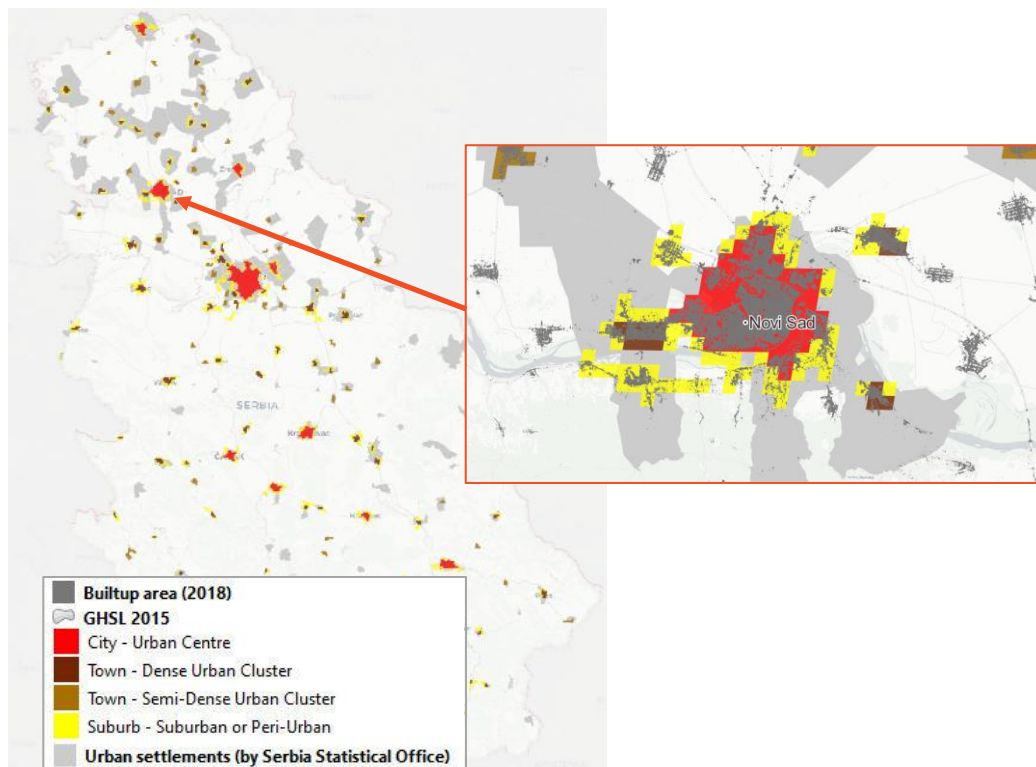 SERBIA
Novi Sad
Builtup area (2018)
GHSL 2015
City - Urban Centre
Town - Dense Urban Cluster
Town - Semi-Dense Urban Cluster
Suburb - Suburban or Peri-Urban
Urban settlements (by Serbia Statistical Office)